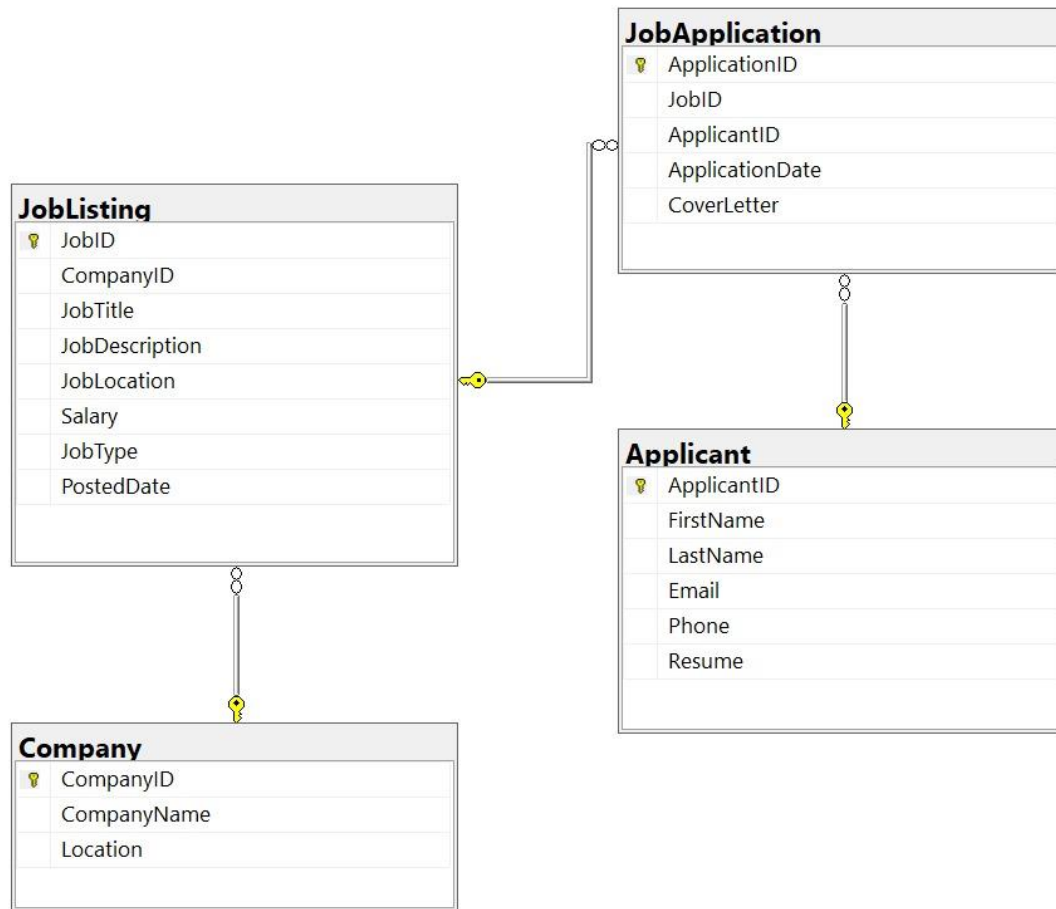 JobApplication
ApplicationID
JobID
ApplicantID
ApplicationDate
CoverLetter
JobListing
JobID
CompanyID
JobTitle
JobDescription
JobLocation
Salary
JobType
PostedDate
Applicant
ApplicantID
FirstName
LastName
Email
Phone
Resume
Company
CompanyID
CompanyName
Location